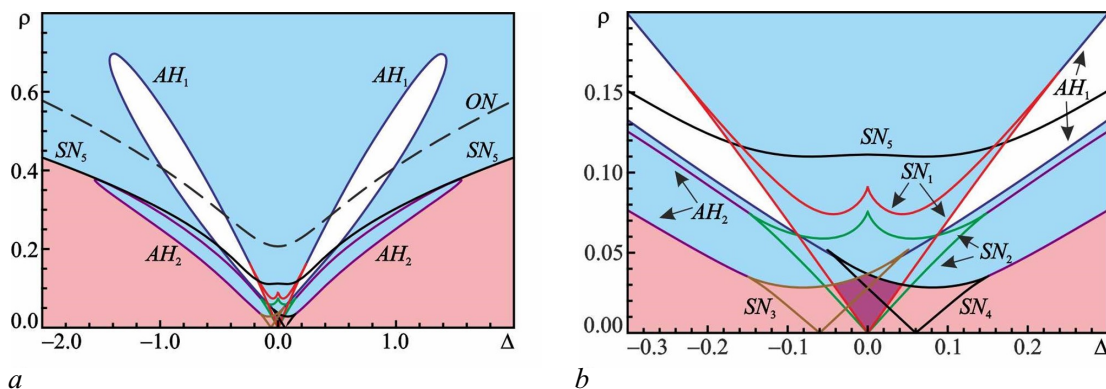 ρ
0.6
0.4
0.2
0.0
AH₁
AH₁
ON
SN₅
SN₅
AH₂
AH₂
−2.0
−1.0
0.0
1.0
Δ
a
ρ
0.15
0.10
0.05
0.00
AH₁
SN₅
SN₁
AH₂
SN₂
SN₃
SN₄
−0.3
−0.2
−0.1
0.0
0.1
0.2
Δ
b